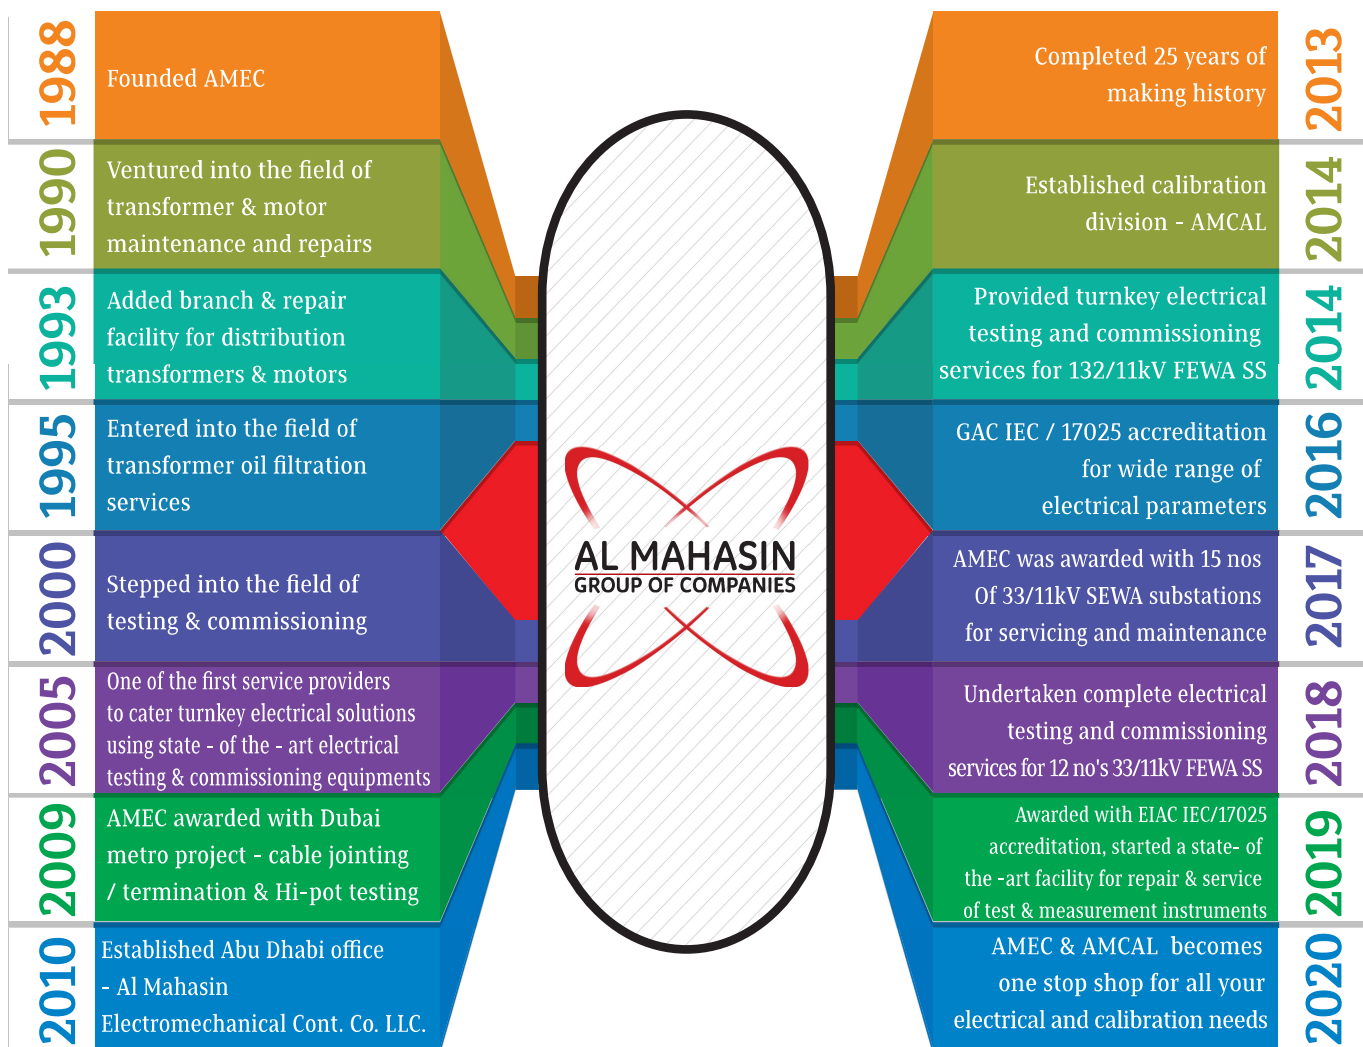 1988
Founded AMEC
1990
Ventured into the field of
transformer & motor
maintenance and repairs
1993
Added branch & repair
facility for distribution
transformers & motors
1995
Entered into the field of
transformer oil filtration
services
2000
Stepped into the field of
testing & commissioning
2005
One of the first service providers
to cater turnkey electrical solutions
using state - of the - art electrical
testing & commissioning equipments
2009
AMEC awarded with Dubai
metro project - cable jointing
/ termination & Hi-pot testing
2010
Established Abu Dhabi office
- Al Mahasin
Electromechanical Cont. Co. LLC.
AL MAHASIN
GROUP OF COMPANIES
Completed 25 years of
making history
2013
Established calibration
division - AMCAL
2014
Provided turnkey electrical
testing and commissioning
services for 132/11kV FEWA SS
2014
GAC IEC / 17025 accreditation
for wide range of
electrical parameters
2016
AMEC was awarded with 15 nos
Of 33/11kV SEWA substations
for servicing and maintenance
2017
Undertaken complete electrical
testing and commissioning
services for 12 no's 33/11kV FEWA SS
2018
Awarded with EIAC IEC/17025
accreditation, started a state- of
the -art facility for repair & service
of test & measurement instruments
2019
AMEC & AMCAL becomes
one stop shop for all your
electrical and calibration needs
2020